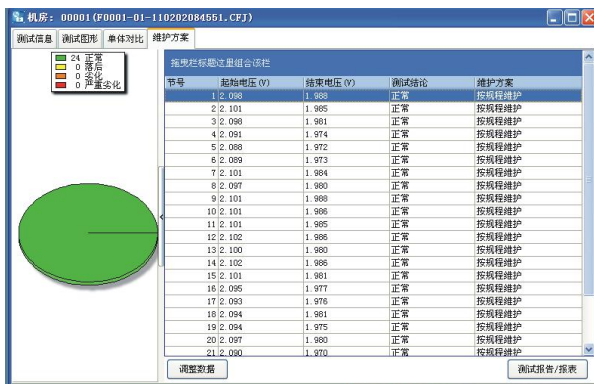 机房: 00001(F0001-01-110202084551.CFJ)
测试信息 测试图形 单体对比 维护方案
24 正常
0 落后
0 劣化
0 严重劣化
拖曳栏标题这里组合该栏
节号 起始电压(V) 结束电压(V) 测试结论 维护方案
1 2.098 1.988 正常 按规程维护
2 2.101 1.985 正常 按规程维护
3 2.098 1.981 正常 按规程维护
4 2.091 1.974 正常 按规程维护
5 2.088 1.972 正常 按规程维护
6 2.089 1.973 正常 按规程维护
7 2.101 1.984 正常 按规程维护
8 2.097 1.980 正常 按规程维护
9 2.101 1.988 正常 按规程维护
10 2.101 1.986 正常 按规程维护
11 2.101 1.985 正常 按规程维护
12 2.102 1.986 正常 按规程维护
13 2.100 1.980 正常 按规程维护
14 2.102 1.986 正常 按规程维护
15 2.101 1.981 正常 按规程维护
16 2.095 1.977 正常 按规程维护
17 2.093 1.976 正常 按规程维护
18 2.094 1.981 正常 按规程维护
19 2.094 1.975 正常 按规程维护
20 2.097 1.980 正常 按规程维护
21 2.090 1.970 正常 按规程维护
调整数据 测试报告/报表